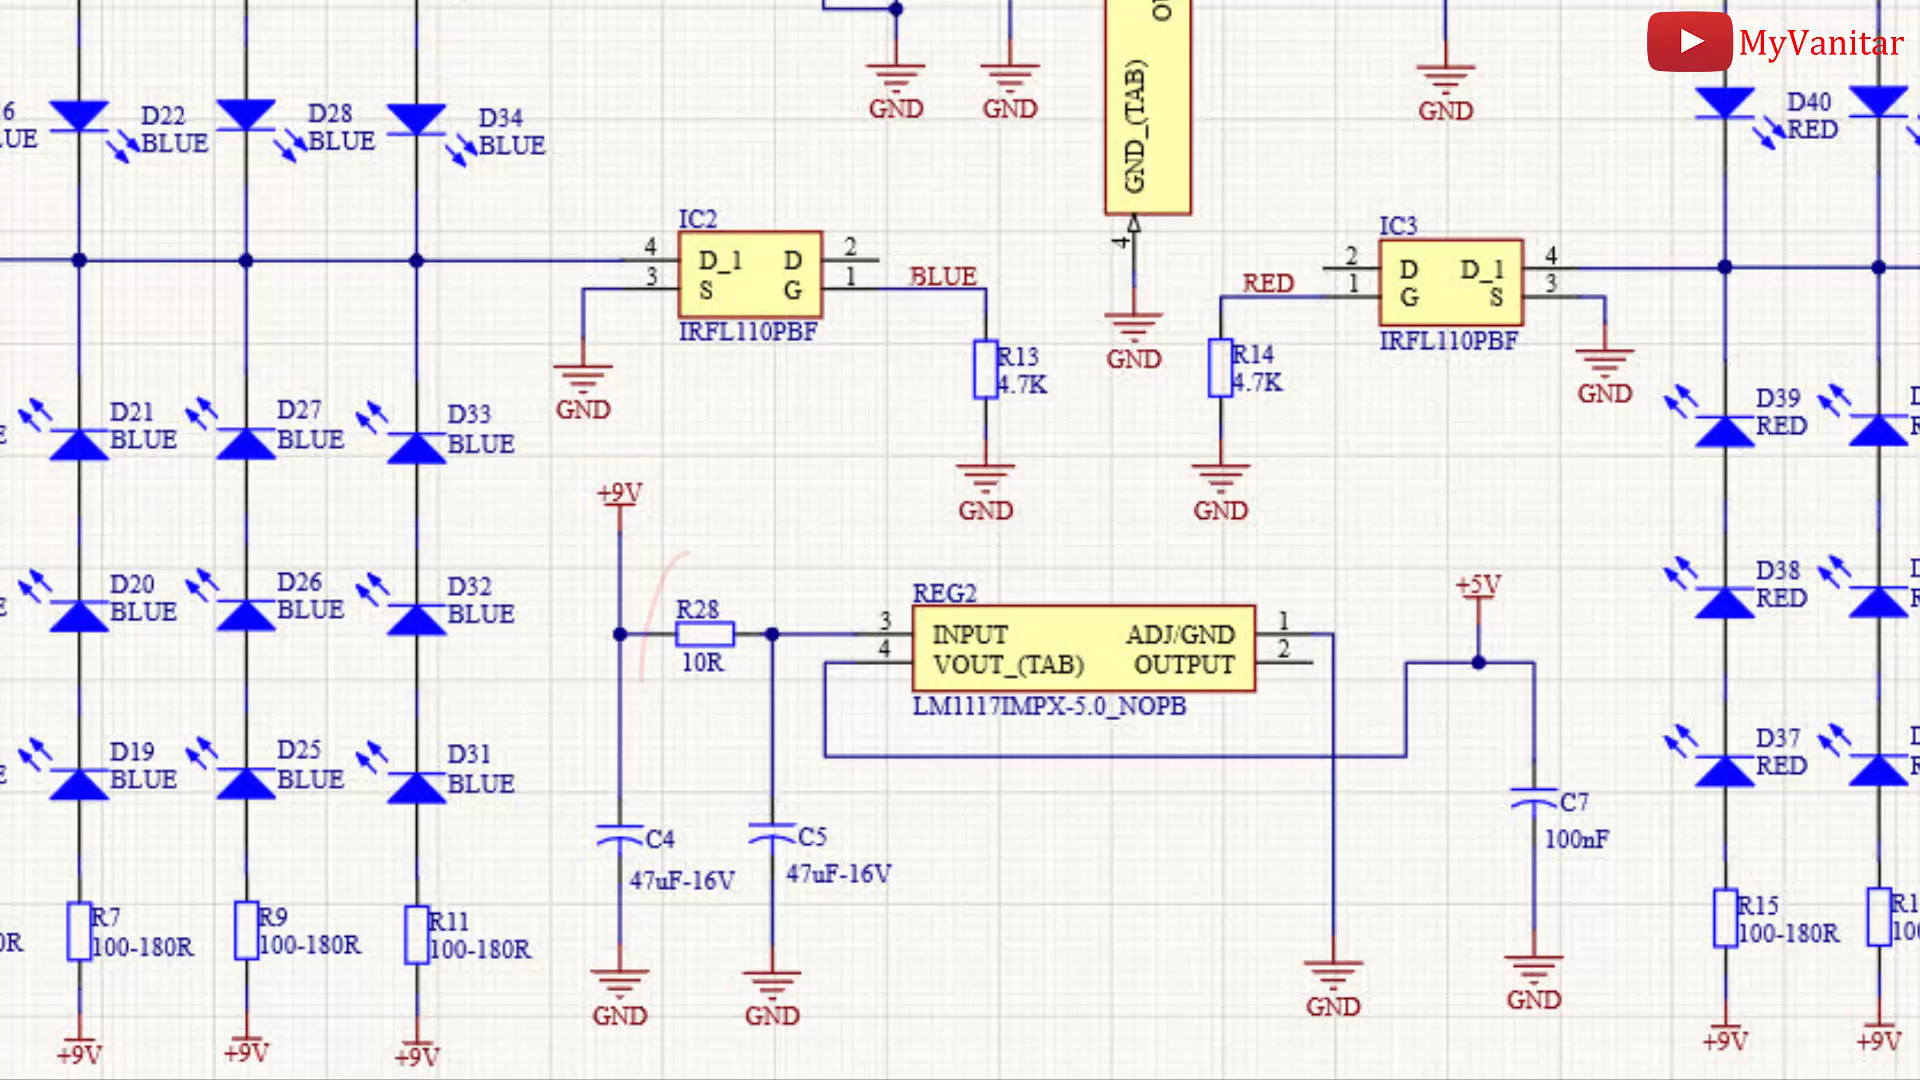 MyVanitar
GND_(TAB)
GND
GND
GND
D22
BLUE
D28
BLUE
D34
BLUE
D40
RED
IC2
4
3
D_1
S
D
G
2
1
IRFL110PBF
BLUE
R13
4.7K
GND
GND
4
GND
IC3
2
1
D
G
D_1
S
4
3
IRFL110PBF
RED
R14
4.7K
GND
GND
D21
BLUE
D27
BLUE
D33
BLUE
D39
RED
+9V
D20
BLUE
D26
BLUE
D32
BLUE
R28
10R
REG2
3
4
INPUT
VOUT_(TAB)
ADJ/GND
OUTPUT
1
2
LM1117IMPX-5.0_NOPB
+5V
D38
RED
D19
BLUE
D25
BLUE
D31
BLUE
D37
RED
C4
47uF-16V
C5
47uF-16V
C7
100nF
R7
100-180R
R9
100-180R
R11
100-180R
R15
100-180R
GND
GND
GND
GND
+9V
+9V
+9V
+9V
+9V